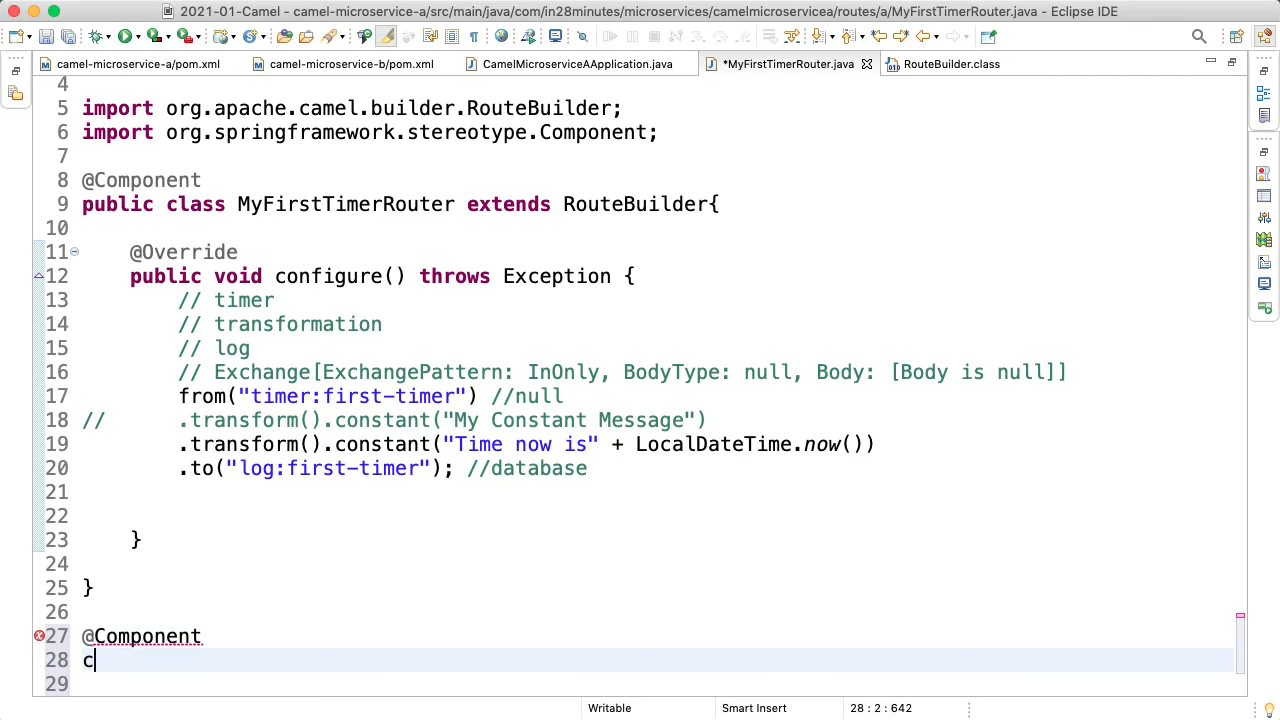 2021-01-Camel - camel-microservice-a/src/main/java/com/in28minutes/microservices/camelmicroservicea/routes/a/MyFirstTimerRouter.java - Eclipse IDE
camel-microservice-a/pom.xml camel-microservice-b/pom.xml CamelMicroserviceAApplication.java *MyFirstTimerRouter.java RouteBuilder.class
4
5 import org.apache.camel.builder.RouteBuilder;
6 import org.springframework.stereotype.Component;
7
8 @Component
9 public class MyFirstTimerRouter extends RouteBuilder{
10
11 @Override
12 public void configure() throws Exception {
13 // timer
14 // transformation
15 // log
16 // Exchange[ExchangePattern: InOnly, BodyType: null, Body: [Body is null]]
17 from("timer:first-timer") //null
18 // .transform().constant("My Constant Message")
19 .transform().constant("Time now is" + LocalDateTime.now())
20 .to("log:first-timer"); //database
21
22
23 }
24
25 }
26
27 @Component
28 c
29
Writable Smart Insert 28 : 2 : 642